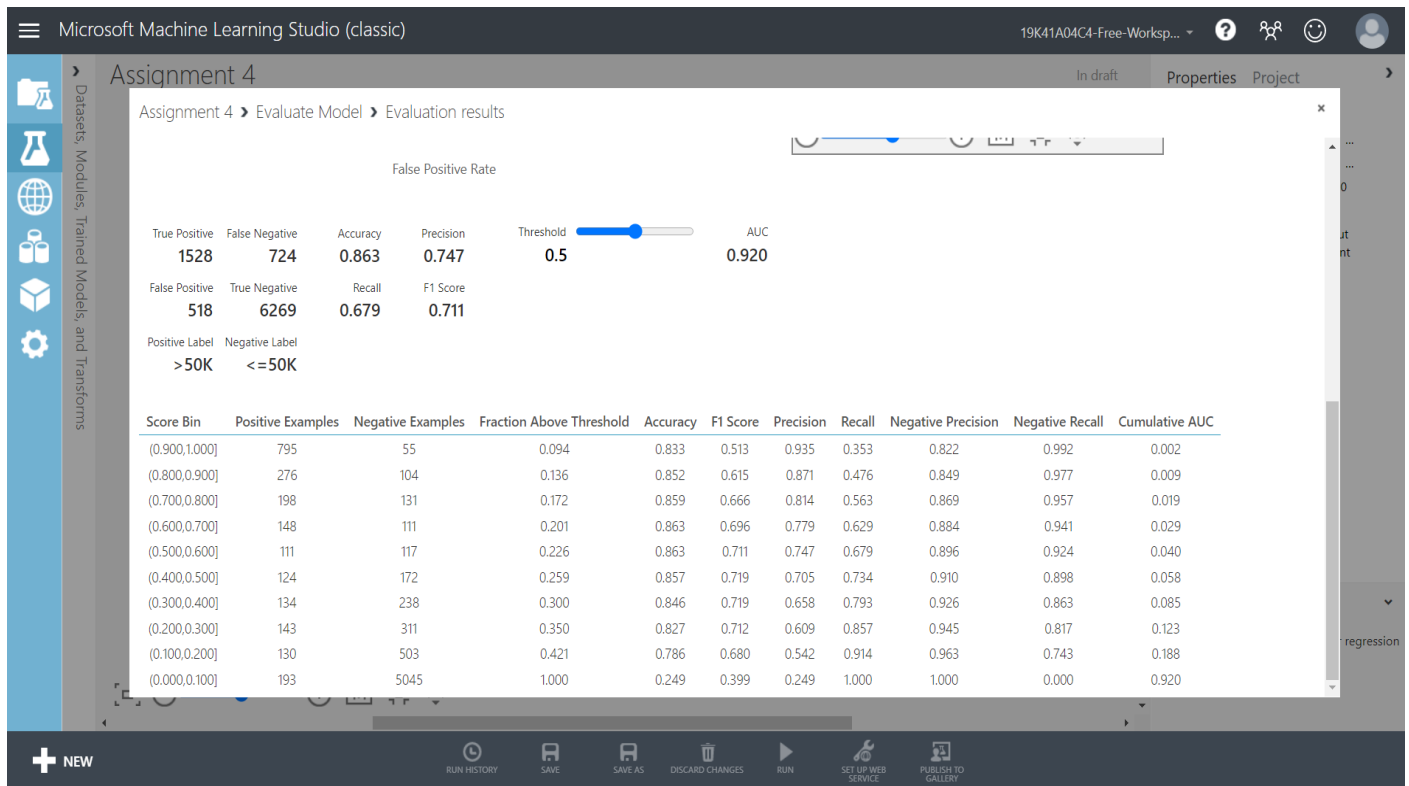 Microsoft Machine Learning Studio (classic)
19K41A04C4-Free-Worksp...
Assignment 4
In draft
Properties Project
Datasets, Modules, Trained Models, and Transforms
Assignment 4 > Evaluate Model > Evaluation results
×
False Positive Rate
True Positive False Negative Accuracy Precision Threshold AUC
1528 724 0.863 0.747 0.5 0.920
False Positive True Negative Recall F1 Score
518 6269 0.679 0.711
Positive Label Negative Label
>50K <=50K
Score Bin Positive Examples Negative Examples Fraction Above Threshold Accuracy F1 Score Precision Recall Negative Precision Negative Recall Cumulative AUC
(0.900,1.000] 795 55 0.094 0.833 0.513 0.935 0.353 0.822 0.992 0.002
(0.800,0.900] 276 104 0.136 0.852 0.615 0.871 0.476 0.849 0.977 0.009
(0.700,0.800] 198 131 0.172 0.859 0.666 0.814 0.563 0.869 0.957 0.019
(0.600,0.700] 148 111 0.201 0.863 0.696 0.779 0.629 0.884 0.941 0.029
(0.500,0.600] 111 117 0.226 0.863 0.711 0.747 0.679 0.896 0.924 0.040
(0.400,0.500] 124 172 0.259 0.857 0.719 0.705 0.734 0.910 0.898 0.058
(0.300,0.400] 134 238 0.300 0.846 0.719 0.658 0.793 0.926 0.863 0.085
(0.200,0.300] 143 311 0.350 0.827 0.712 0.609 0.857 0.945 0.817 0.123
(0.100,0.200] 130 503 0.421 0.786 0.680 0.542 0.914 0.963 0.743 0.188
(0.000,0.100] 193 5045 1.000 0.249 0.399 0.249 1.000 1.000 0.000 0.920
...
...
0
ut
nt
regression
NEW
RUN HISTORY
SAVE
SAVE AS
DISCARD CHANGES
RUN
SET UP WEB
SERVICE
PUBLISH TO
GALLERY